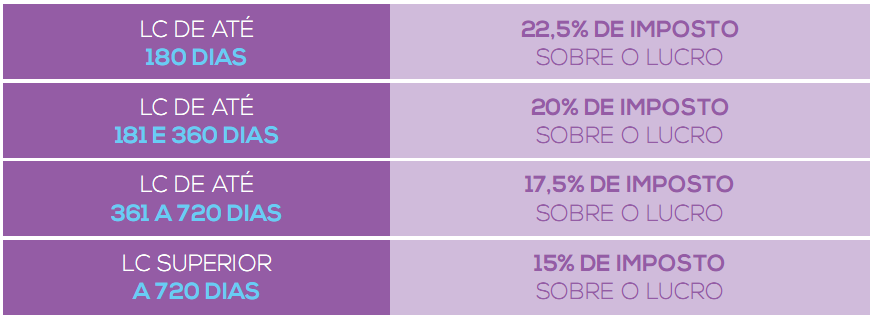 LC DE ATÉ
180 DIAS
22,5% DE IMPOSTO
SOBRE O LUCRO
LC DE ATÉ
181 E 360 DIAS
20% DE IMPOSTO
SOBRE O LUCRO
LC DE ATÉ
361 A 720 DIAS
17,5% DE IMPOSTO
SOBRE O LUCRO
LC SUPERIOR
A 720 DIAS
15% DE IMPOSTO
SOBRE O LUCRO